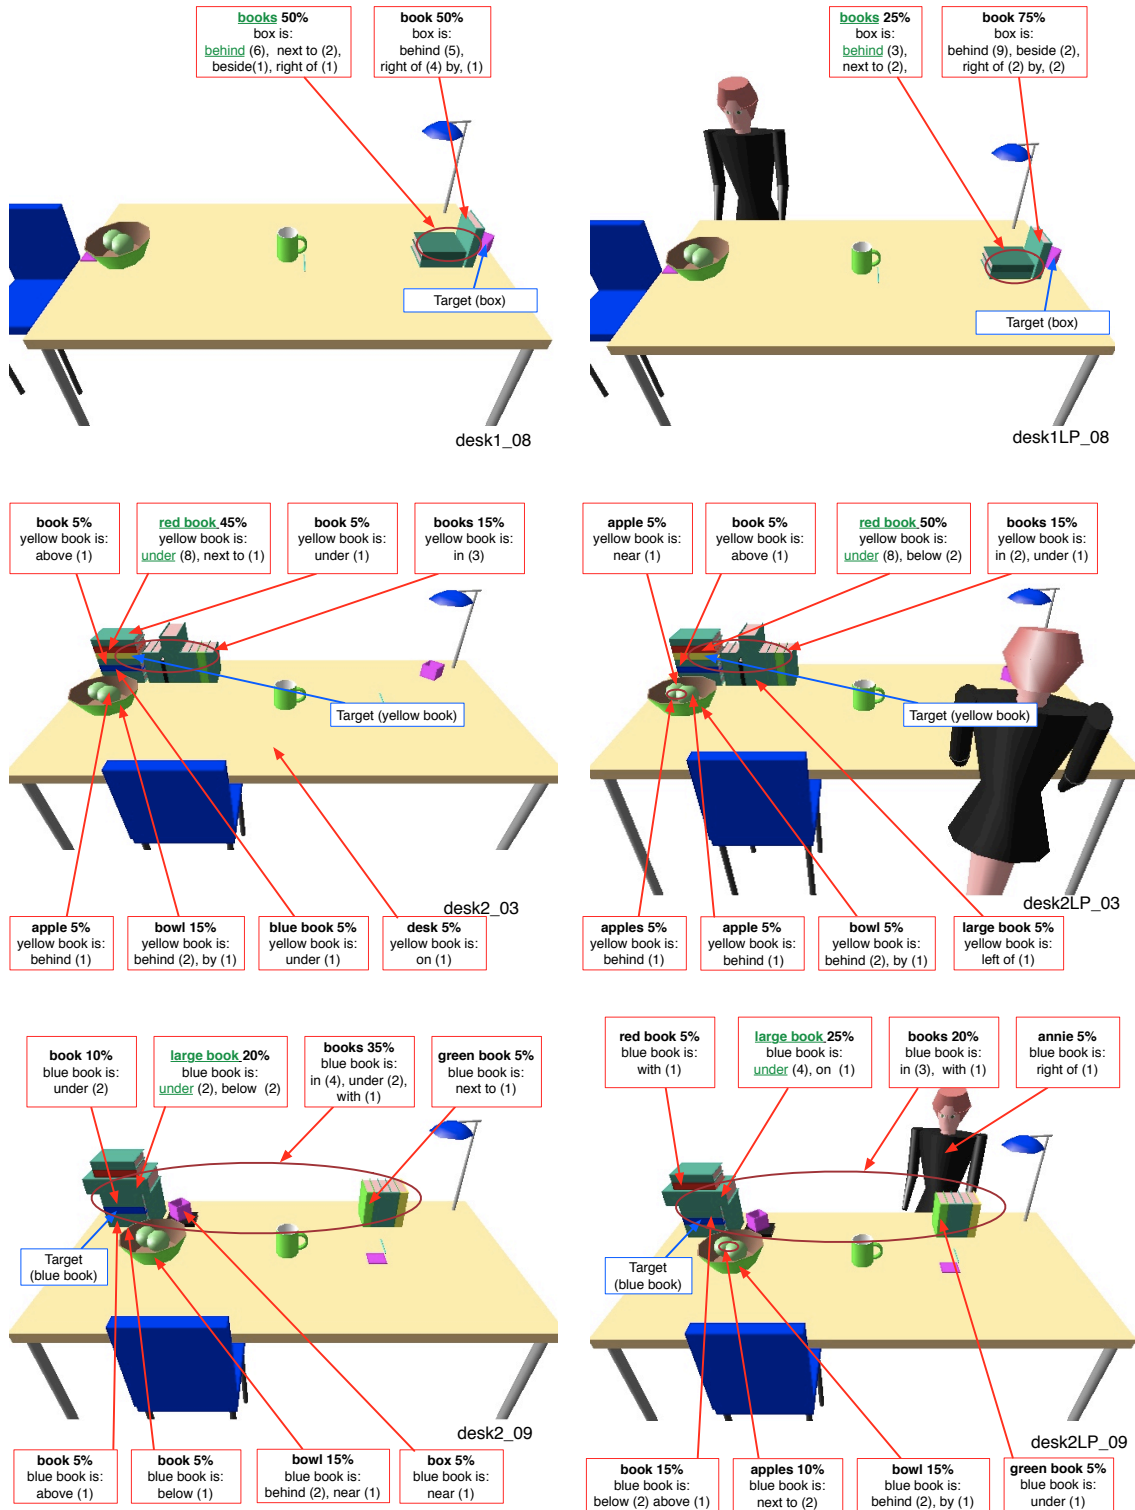 books 50%
box is:
behind (6), next to (2),
beside(1), right of (1)
book 50%
box is:
behind (5),
right of (4) by, (1)
Target (box)
desk1_08
books 25%
box is:
behind (3),
next to (2),
book 75%
box is:
behind (9), beside (2),
right of (2) by, (2)
Target (box)
desk1LP_08
book 5%
yellow book is:
above (1)
red book 45%
yellow book is:
under (8), next to (1)
book 5%
yellow book is:
under (1)
books 15%
yellow book is:
in (3)
Target (yellow book)
desk2_03
apple 5%
yellow book is:
behind (1)
bowl 15%
yellow book is:
behind (2), by (1)
blue book 5%
yellow book is:
under (1)
desk 5%
yellow book is:
on (1)
apple 5%
yellow book is:
near (1)
book 5%
yellow book is:
above (1)
red book 50%
yellow book is:
under (8), below (2)
books 15%
yellow book is:
in (2), under (1)
Target (yellow book)
desk2LP_03
apples 5%
yellow book is:
behind (1)
apple 5%
yellow book is:
behind (1)
bowl 5%
yellow book is:
behind (2), by (1)
large book 5%
yellow book is:
left of (1)
book 10%
blue book is:
under (2)
large book 20%
blue book is:
under (2), below (2)
books 35%
blue book is:
in (4), under (2),
with (1)
green book 5%
blue book is:
next to (1)
Target
(blue book)
desk2_09
book 5%
blue book is:
above (1)
book 5%
blue book is:
below (1)
bowl 15%
blue book is:
behind (2), near (1)
box 5%
blue book is:
near (1)
red book 5%
blue book is:
with (1)
large book 25%
blue book is:
under (4), on (1)
books 20%
blue book is:
in (3), with (1)
annie 5%
blue book is:
right of (1)
Target
(blue book)
desk2LP_09
book 15%
blue book is:
below (2) above (1)
apples 10%
blue book is:
next to (2)
bowl 15%
blue book is:
behind (2), by (1)
green book 5%
blue book is:
under (1)